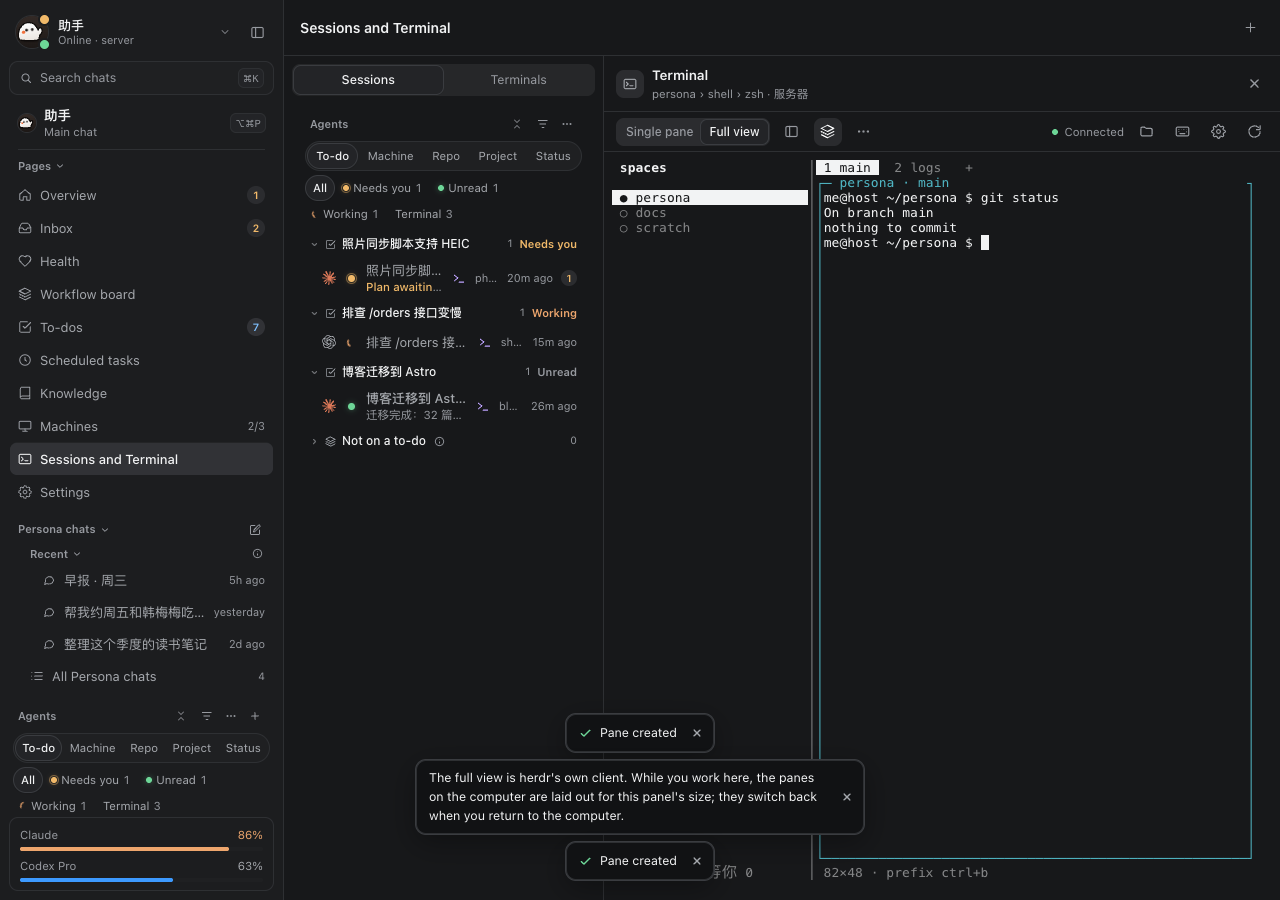 助手
Online · server
Search chats
⌘K
助手
Main chat
⌥⌘P
Pages
Overview
1
Inbox
2
Health
Workflow board
To-dos
7
Scheduled tasks
Knowledge
Machines
2/3
Sessions and Terminal
Settings
Persona chats
Recent
早报 · 周三
5h ago
帮我约周五和韩梅梅吃...
yesterday
整理这个季度的读书笔记
2d ago
All Persona chats
4
Agents
To-do Machine Repo Project Status
All Needs you 1 Unread 1
Working 1 Terminal 3
Claude
86%
Codex Pro
63%
Sessions and Terminal
Sessions
Terminals
Agents
To-do Machine Repo Project Status
All Needs you 1 Unread 1
Working 1 Terminal 3
照片同步脚本支持 HEIC
1 Needs you
照片同步脚...
ph... 20m ago 1
Plan awaitin...
排查 /orders 接口变慢
1 Working
排查 /orders 接...
sh... 15m ago
博客迁移到 Astro
1 Unread
博客迁移到 Ast...
bl... 26m ago
迁移完成：32 篇...
Not on a to-do
0
Terminal
persona › shell › zsh · 服务器
Single pane
Full view
Connected
spaces
persona
docs
scratch
1 main 2 logs +
persona · main
me@host ~/persona $ git status
On branch main
nothing to commit
me@host ~/persona $
Pane created
The full view is herdr's own client. While you work here, the panes
on the computer are laid out for this panel's size; they switch back
when you return to the computer.
Pane created
你 0
82×48 · prefix ctrl+b